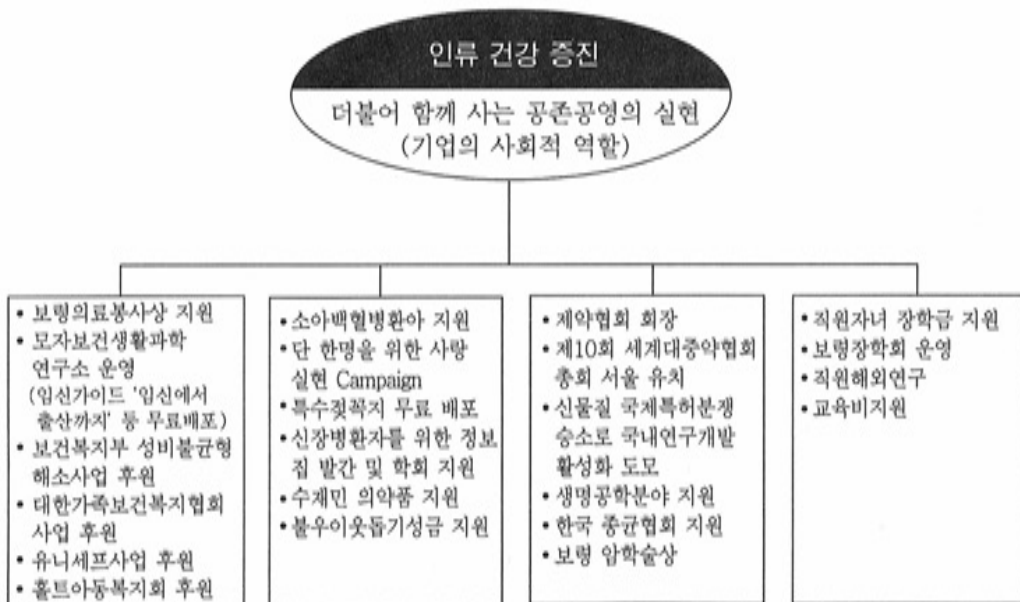 인류 건강 증진
더불어 함께 사는 공존공영의 실현
(기업의 사회적 역할)
• 보령의료봉사상 지원
• 모자보건생활과학
연구소 운영
(임신가이드 '임신에서
출산까지' 등 무료배포)
• 보건복지부 성비불균형
해소사업 후원
• 대한가족보건복지협회
사업 후원
• 유니세프사업 후원
• 홀트아동복지회 후원
• 소아백혈병환아 지원
• 단 한명을 위한 사랑
실현 Campaign
• 특수젖꼭지 무료 배포
• 신장병환자를 위한 정보
집 발간 및 학회 지원
• 수재민 의약품 지원
• 불우이웃돕기성금 지원
• 제약협회 회장
• 제10회 세계대중약협회
총회 서울 유치
• 신물질 국제특허분쟁
승소로 국내연구개발
활성화 도모
• 생명공학분야 지원
• 한국 종균협회 지원
• 보령 암학술상
• 직원자녀 장학금 지원
• 보령장학회 운영
• 직원해외연구
• 교육비지원